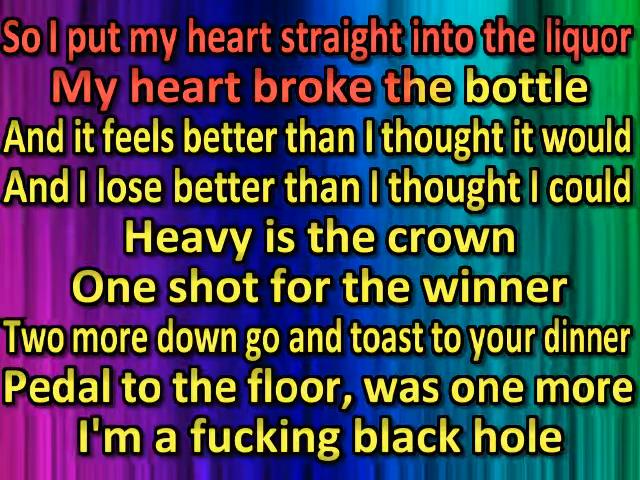 So I put my heart straight into the liquor
My heart broke the bottle
And it feels better than I thought it would
And I lose better than I thought I could
Heavy is the crown
One shot for the winner
Two more down go and toast to your dinner
Pedal to the floor, was one more
I'm a fucking black hole